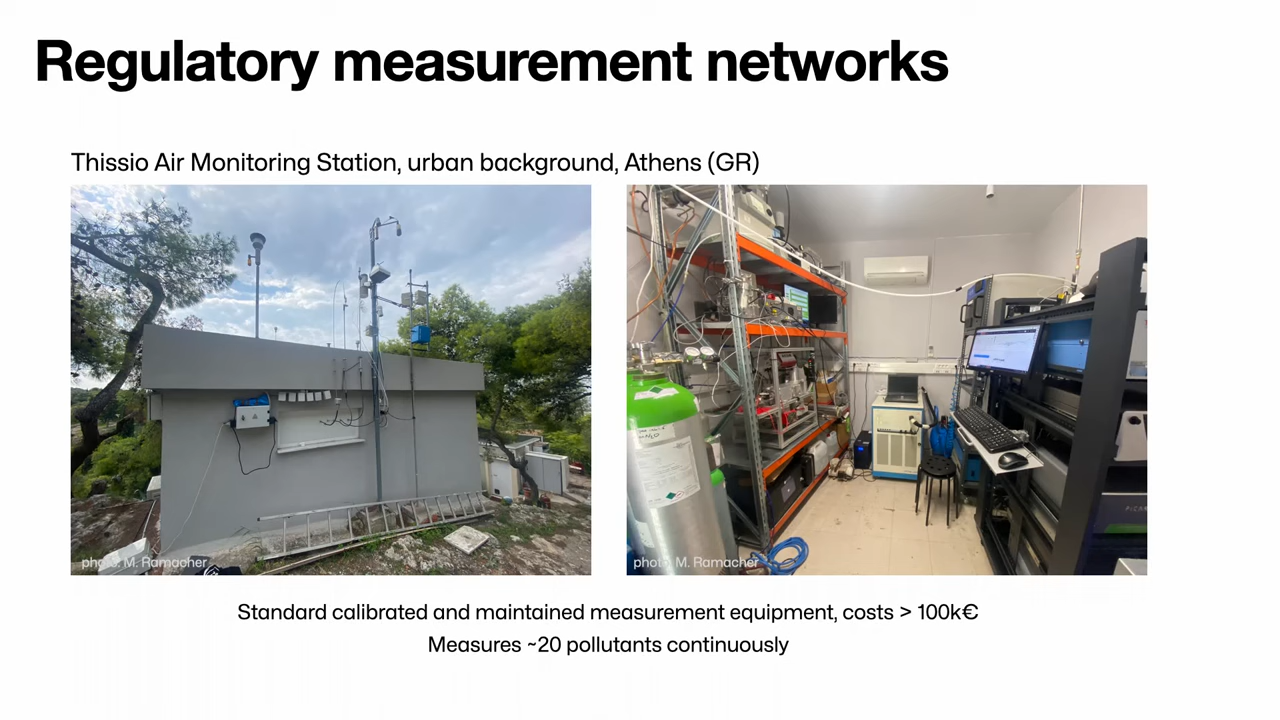 Regulatory measurement networks
Thissio Air Monitoring Station, urban background, Athens (GR)
photo: M. Ramacher
photo: M. Ramacher
Standard calibrated and maintained measurement equipment, costs > 100k€
Measures ~20 pollutants continuously